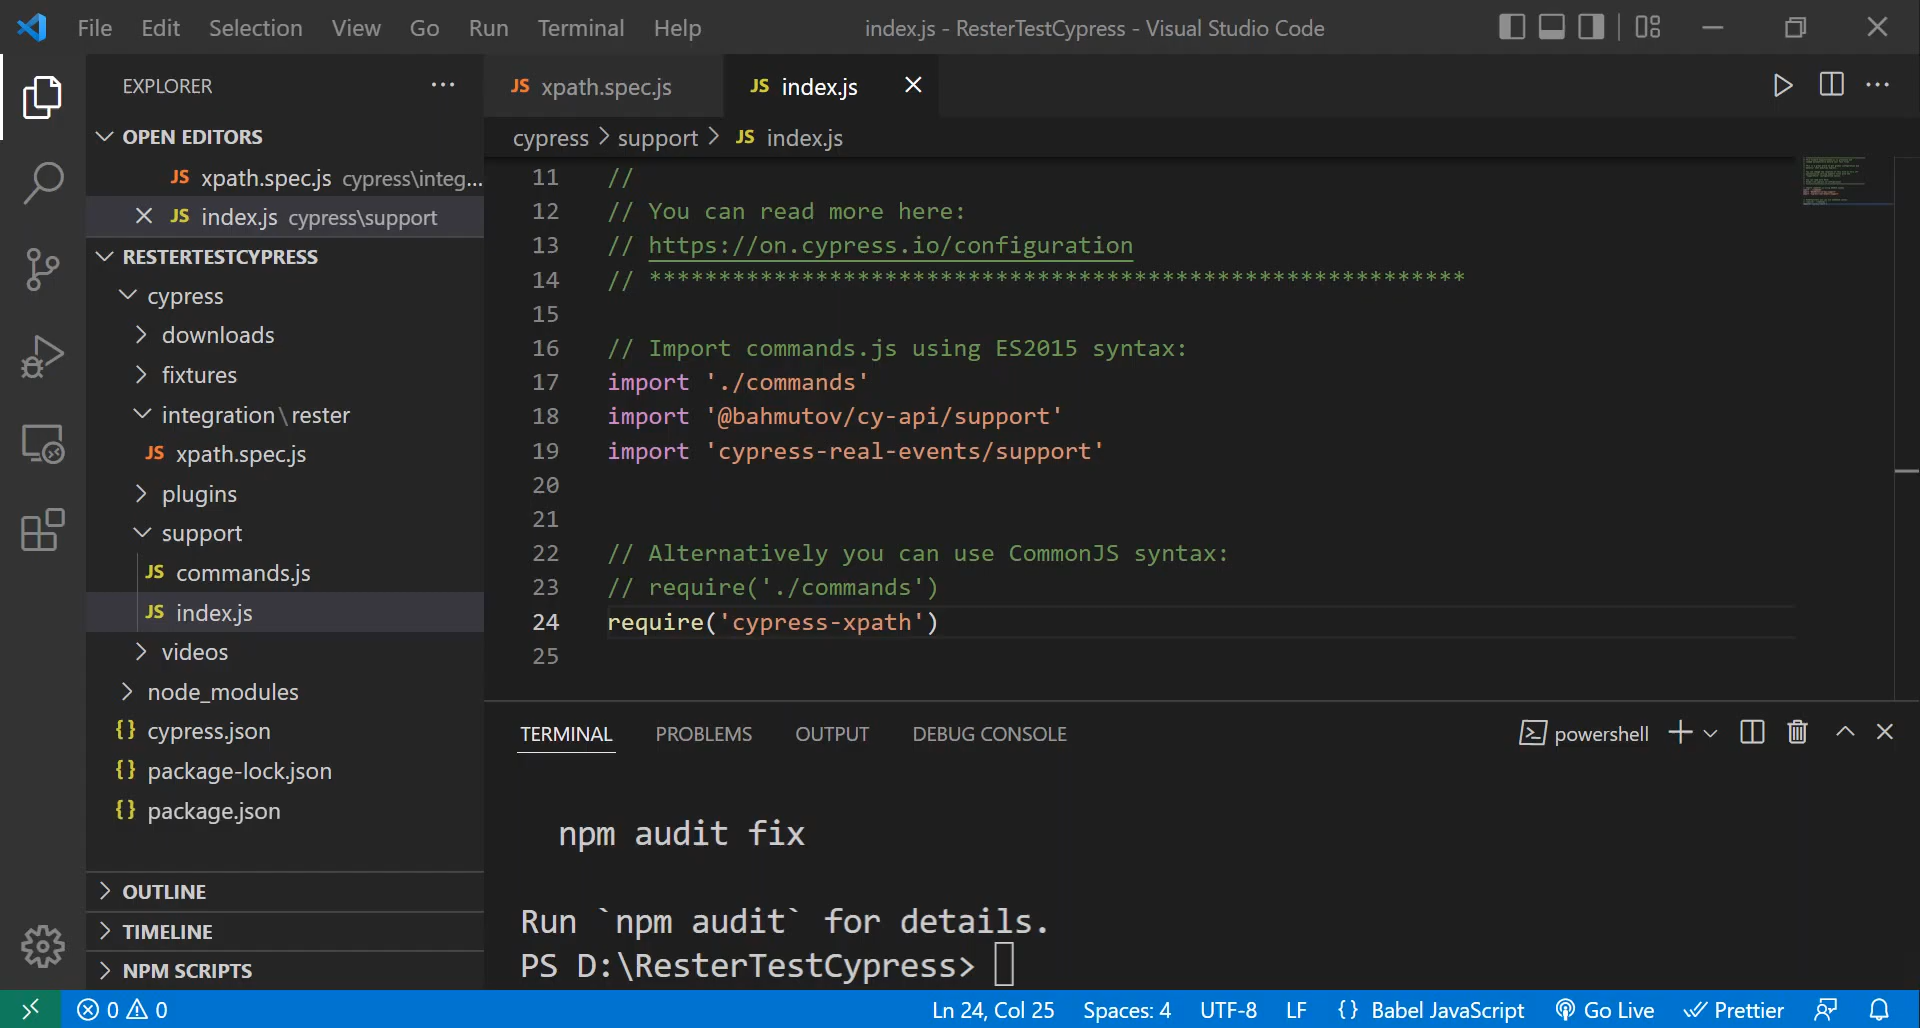 File Edit Selection View Go Run Terminal Help index.js - ResterTestCypress - Visual Studio Code
EXPLORER ···
OPEN EDITORS
JS xpath.spec.js cypress\integ...
JS index.js cypress\support
RESTERTESTCYPRESS
cypress
downloads
fixtures
integration\rester
JS xpath.spec.js
plugins
support
JS commands.js
JS index.js
videos
node_modules
{} cypress.json
{} package-lock.json
{} package.json
OUTLINE
TIMELINE
NPM SCRIPTS
JS xpath.spec.js JS index.js
cypress > support > JS index.js
11 //
12 // You can read more here:
13 // https://on.cypress.io/configuration
14 // ***********************************************************
15
16 // Import commands.js using ES2015 syntax:
17 import './commands'
18 import '@bahmutov/cy-api/support'
19 import 'cypress-real-events/support'
20
21
22 // Alternatively you can use CommonJS syntax:
23 // require('./commands')
24 require('cypress-xpath')
25
TERMINAL PROBLEMS OUTPUT DEBUG CONSOLE powershell
npm audit fix
Run `npm audit` for details.
PS D:\ResterTestCypress>
0 0 Ln 24, Col 25 Spaces: 4 UTF-8 LF {} Babel JavaScript Go Live Prettier